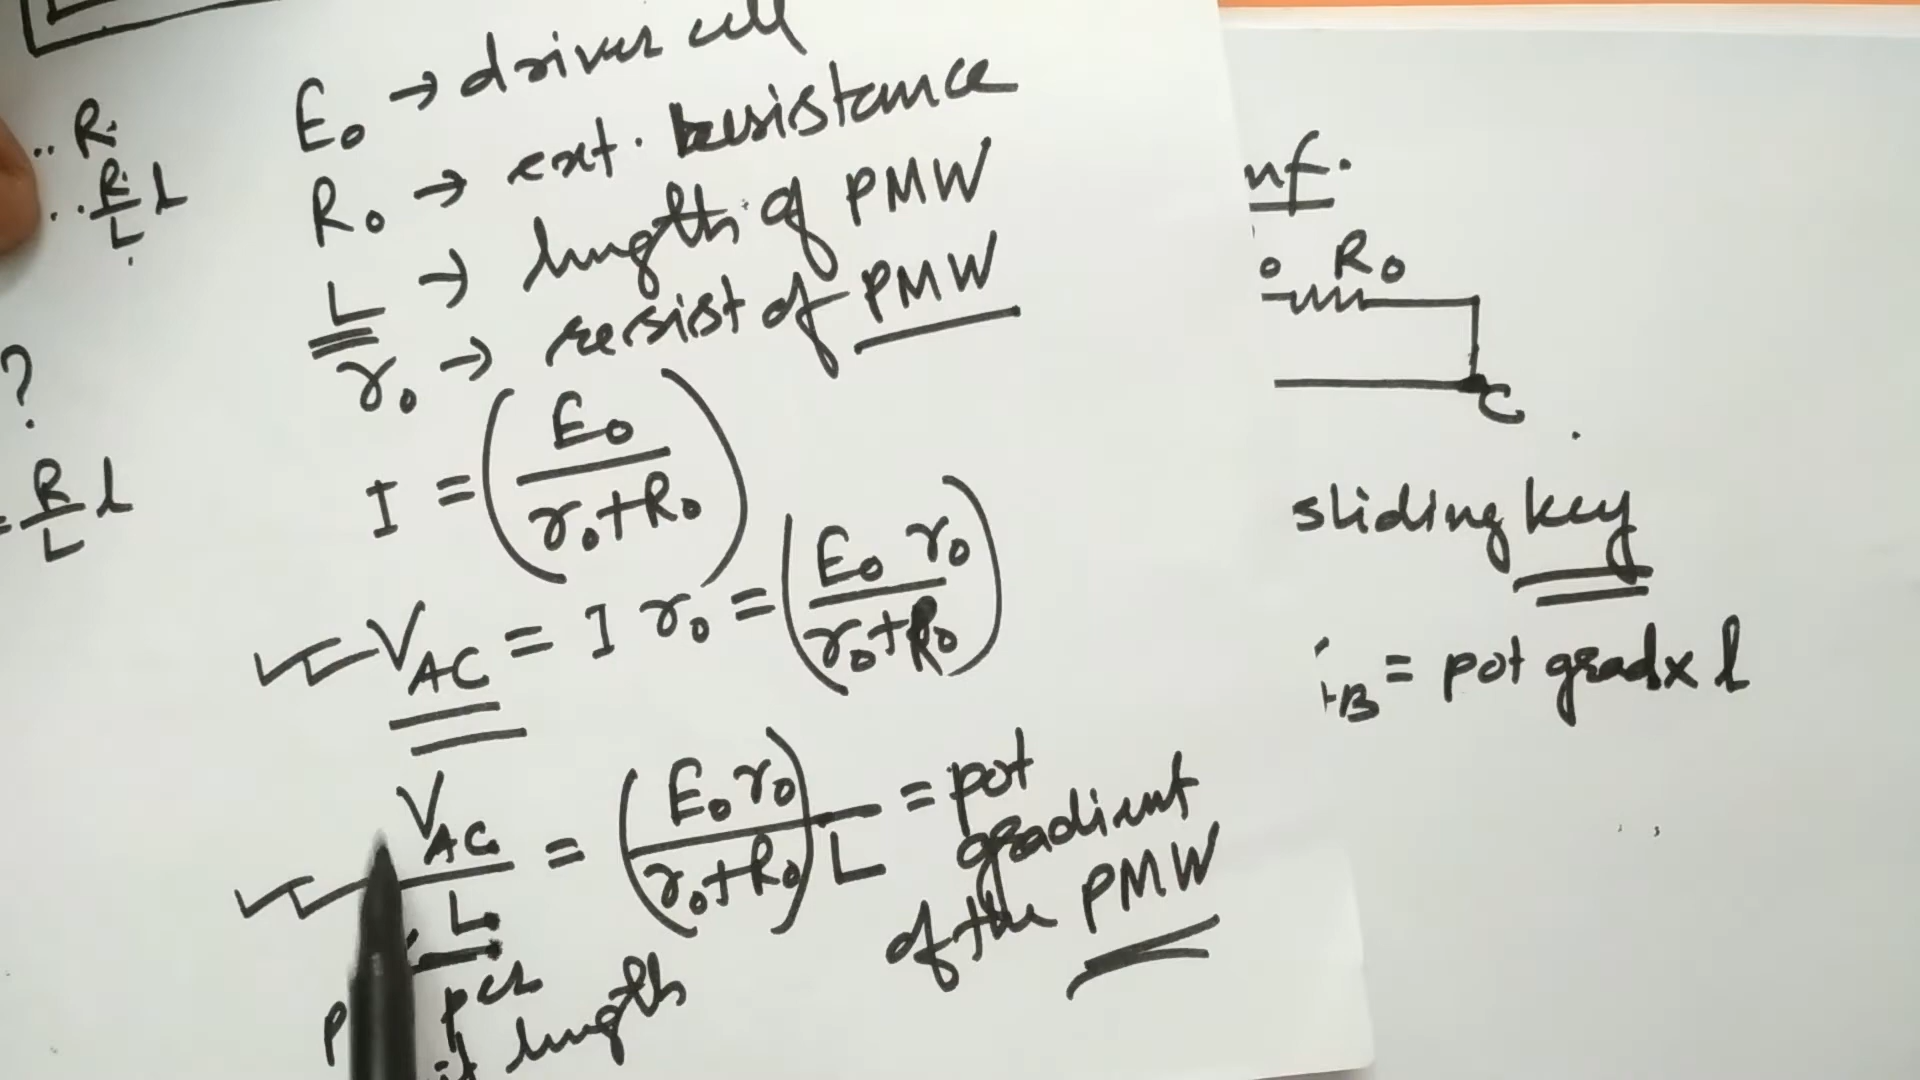 R
R/L l
?
= R/L l
E₀ → driver cell
R₀ → ext. resistance
L → length of PMW
r₀ → resist of PMW
I = (E₀ / r₀+R₀)
V_AC = I r₀ = (E₀ r₀ / r₀+R₀)
V_AC / L = (E₀ r₀ / r₀+R₀) L = pot
gradient
of the PMW
per
length
R₀
C
sliding key
= pot grad x l